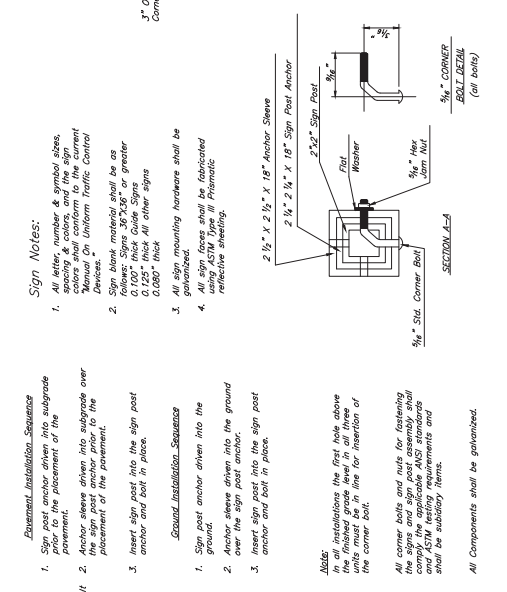 Pavement Installation Sequence
1. Sign post anchor driven into subgrade
prior to the placement of the
pavement.
2. Anchor sleeve driven into subgrade over
the sign post anchor prior to the
placement of the pavement.
3. Insert sign post into the sign post
anchor and bolt in place.
Ground Installation Sequence
1. Sign post anchor driven into the
ground.
2. Anchor sleeve driven into the ground
over the sign post anchor.
3. Insert sign post into the sign post
anchor and bolt in place.
Note:
In all installations the first hole above
the finished grade level in all three
units must be in line for insertion of
the corner bolt.
All corner bolts and nuts for fastening
the signs and sign post assembly shall
comply the applicable ANSI standards
and ASTM testing requirements and
shall be subsidiary items.
All Components shall be galvanized.
It
Sign Notes:
1. All letter, number & symbol sizes,
spacing & colors, and the sign
colors shall conform to the current
"Manual On Uniform Traffic Control
Devices."
2. Sign blank material shall be as
follows: Signs 36"X36" or greater
0.100" thick Guide Signs
0.125" thick All other signs
0.080" thick
3. All sign mounting hardware shall be
galvanized.
4. All sign faces shall be fabricated
using ASTM Type III Prismatic
reflective sheeting.
2 1/2" X 2 1/2" X 18" Anchor Sleeve
2 1/4" 2 1/4" X 18" Sign Post Anchor
2"x2" Sign Post
Flat
Washer
5/16" Hex
Jam Nut
5/16" Std. Corner Bolt
SECTION A-A
3" O
Corne
9/16"
5/16" CORNER
BOLT DETAIL
(all bolts)